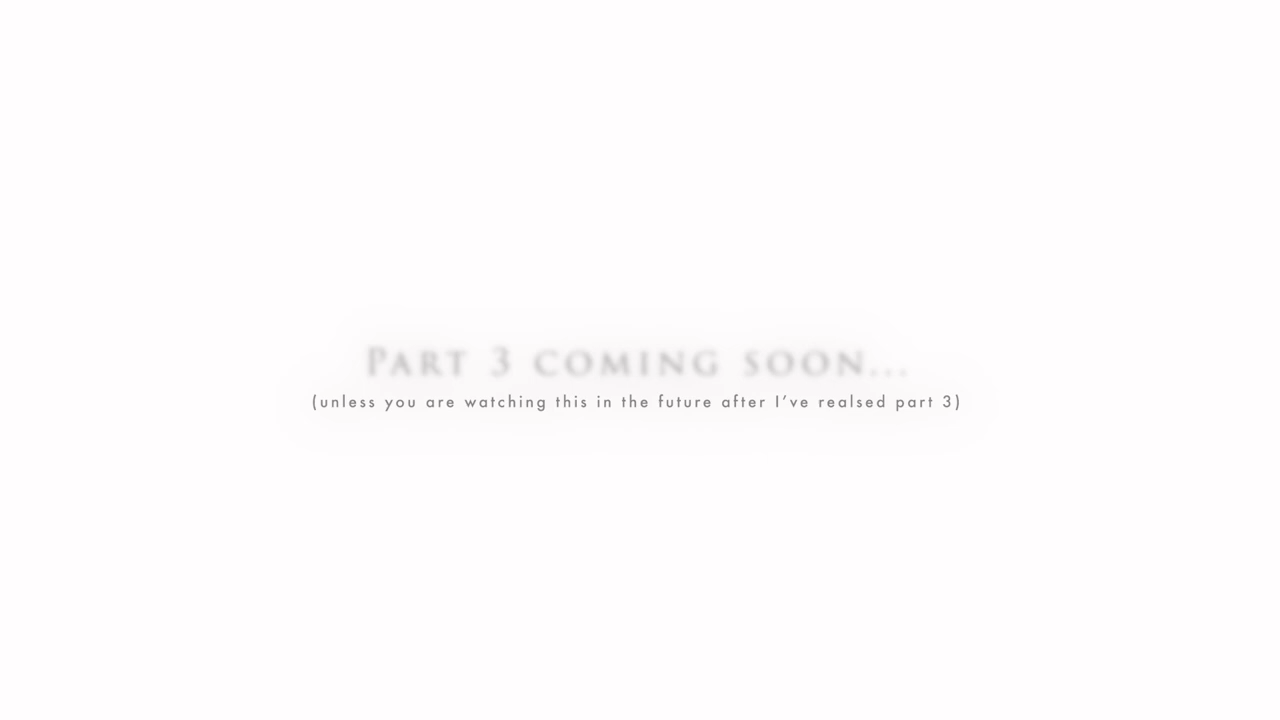 Part 3 coming soon...
(unless you are watching this in the future after I’ve realsed part 3)